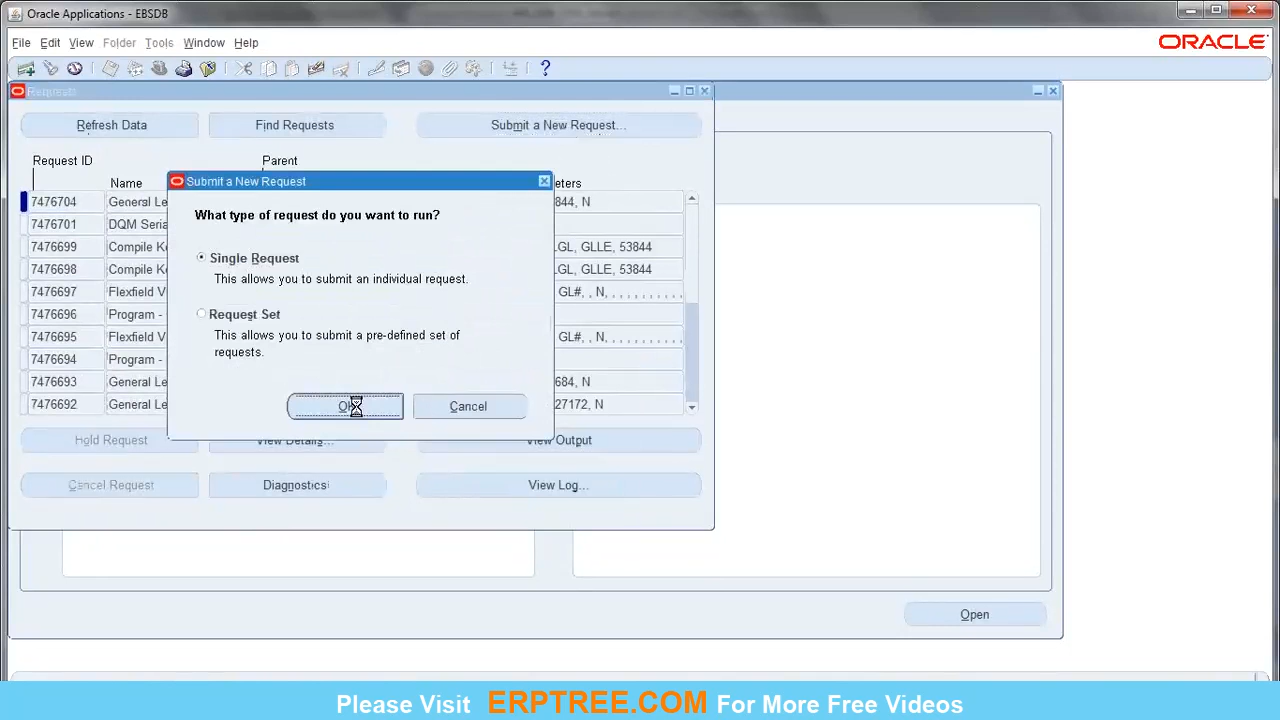 Oracle Applications - EBSDB
File Edit View Folder Tools Window Help
ORACLE
Requests
Refresh Data
Find Requests
Submit a New Request...
Request ID
Parent
Name
7476704
General Le
844, N
7476701
DQM Seria
7476699
Compile K
GL, GLLE, 53844
7476698
Compile K
GL, GLLE, 53844
7476697
Flexfield V
GL#, , N, , , , , , , , , , , ,
7476696
Program -
7476695
Flexfield V
GL#, , N, , , , , , , , , , , ,
7476694
Program -
7476693
General Le
684, N
7476692
General Le
27172, N
Submit a New Request
What type of request do you want to run?
Single Request
This allows you to submit an individual request.
Request Set
This allows you to submit a pre-defined set of
requests.
Cancel
Hold Request
View Details...
View Output
Cancel Request
Diagnostics
View Log...
Open
Please Visit ERPTREE.COM For More Free Videos